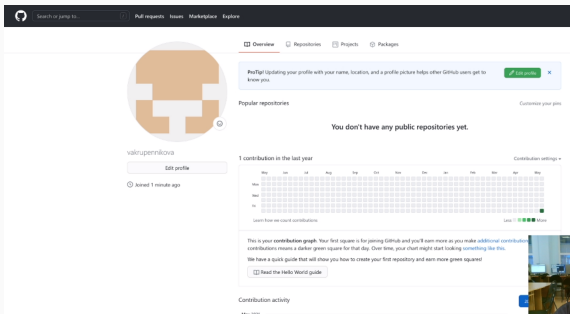 Search or jump to...
Pull requests Issues Marketplace Explore
Overview Repositories Projects Packages
ProTip! Updating your profile with your name, location, and a profile picture helps other GitHub users get to
know you.
Edit profile
Popular repositories
Customize your pins
You don't have any public repositories yet.
vakrupennikova
Edit profile
Joined 1 minute ago
1 contribution in the last year
Contribution settings
May Jun Jul Aug Sep Oct Nov Dec Jan Feb Mar Apr May
Mon
Wed
Fri
Learn how we count contributions
Less More
This is your contribution graph. Your first square is for joining GitHub and you'll earn more as you make additional contributions
contributions means a darker green square for that day. Over time, your chart might start looking something like this.
We have a quick guide that will show you how to create your first repository and earn more green squares!
Read the Hello World guide
Contribution activity